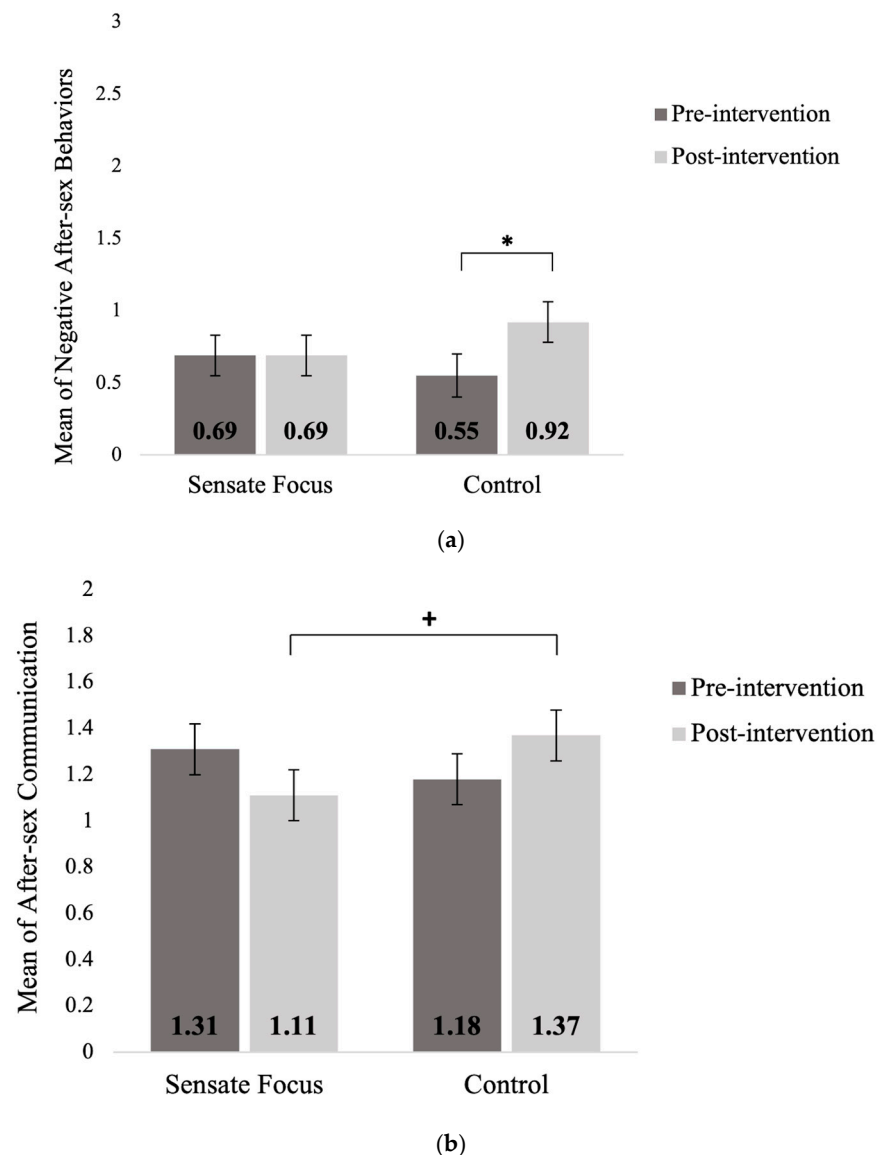 3
2.5
2
1.5
1
0.5
0
Mean of Negative After-sex Behaviors
Pre-intervention
Post-intervention
*
0.69
0.69
0.55
0.92
Sensate Focus
Control
(a)
2
1.8
1.6
1.4
1.2
1
0.8
0.6
0.4
0.2
0
Mean of After-sex Communication
Pre-intervention
Post-intervention
+
1.31
1.11
1.18
1.37
Sensate Focus
Control
(b)